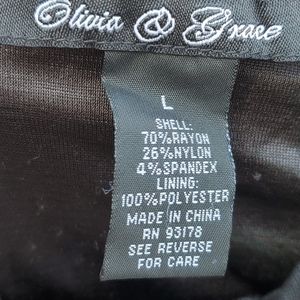 Olivia & Grace
L
SHELL:
70%RAYON
26%NYLON
4%SPANDEX
LINING:
100%POLYESTER
MADE IN CHINA
RN 93178
SEE REVERSE
FOR CARE